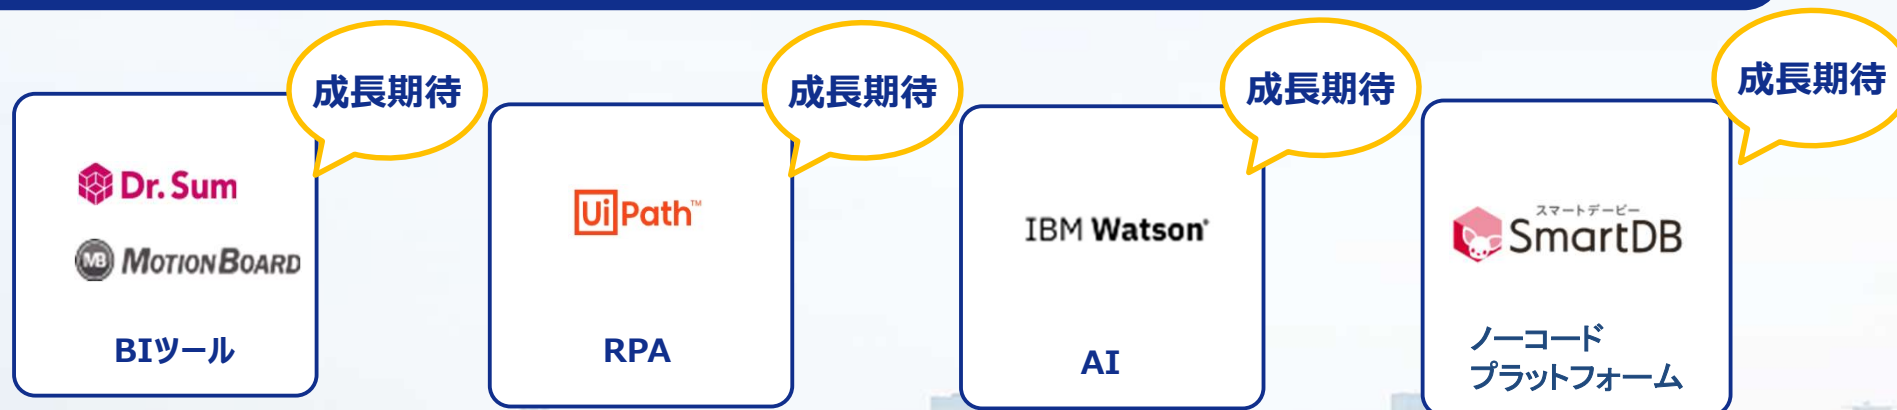 成長期待
成長期待
成長期待
成長期待
Dr.Sum
MB MOTIONBOARD
BIツール
UiPath™
RPA
IBM Watson®
AI
スマートデービー
SmartDB
ノーコード
プラットフォーム